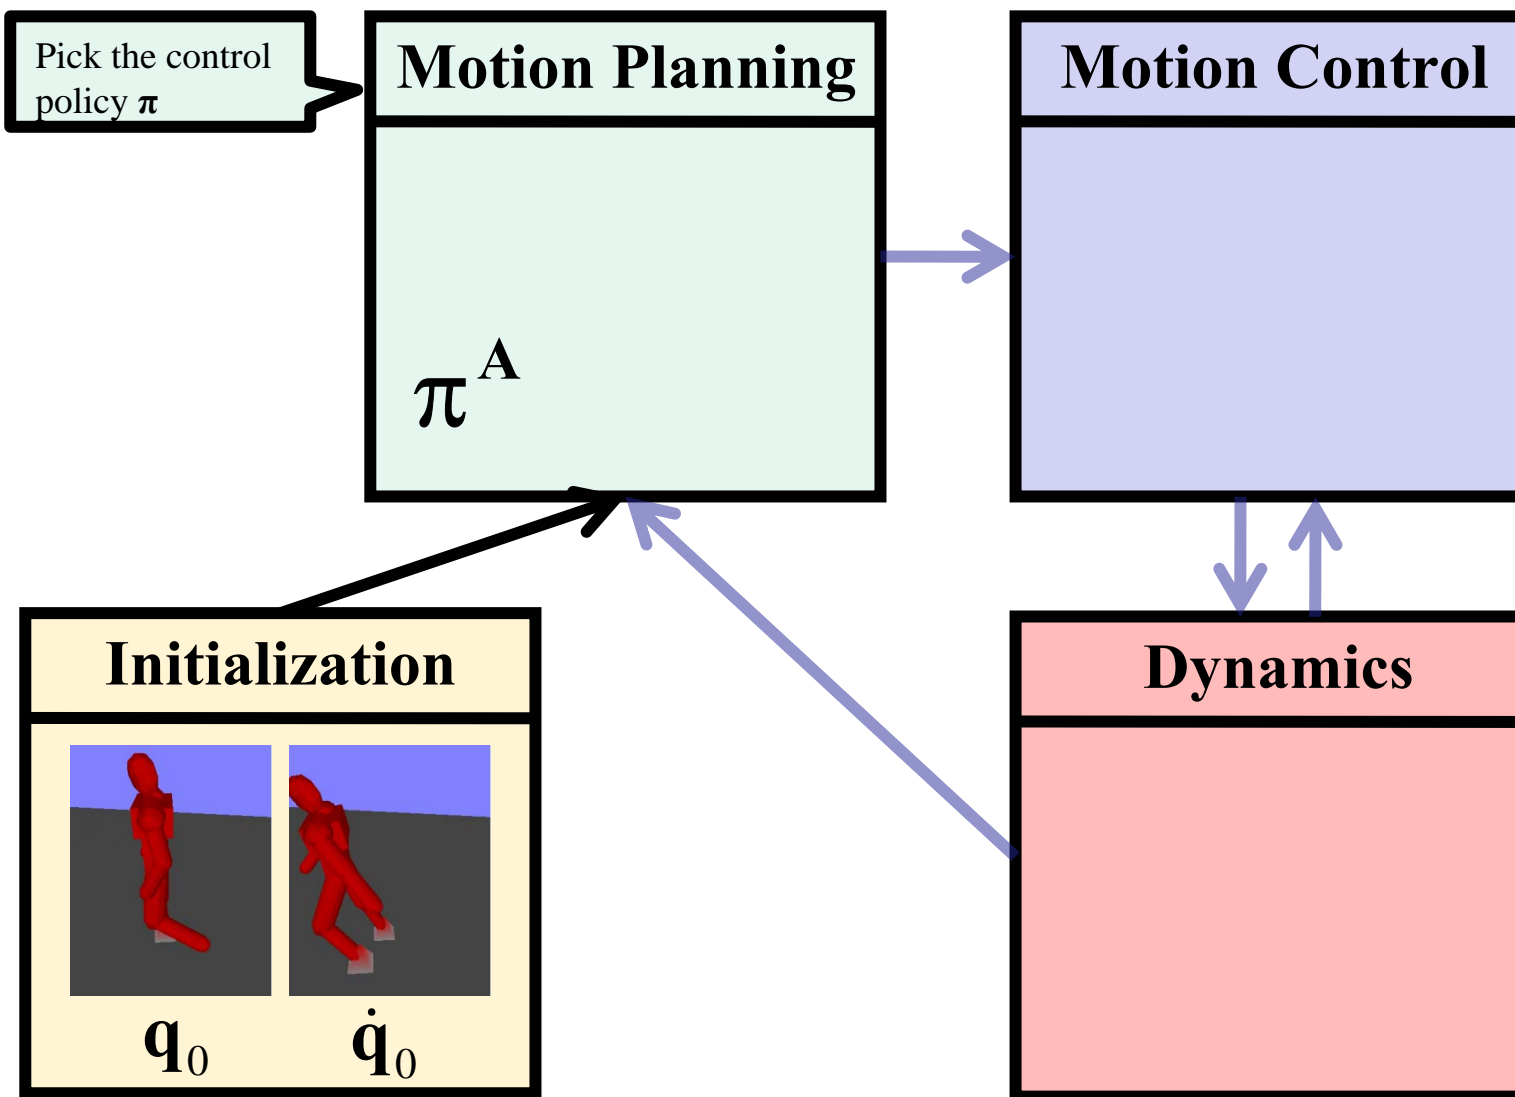 Pick the control
policy π
Motion Planning
Motion Control
π^A
Initialization
Dynamics
q₀ q̇₀